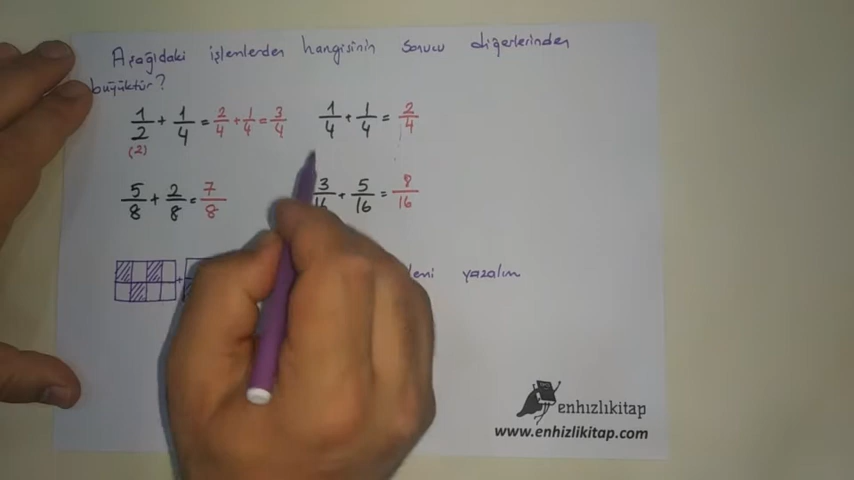 Aşağıdaki işlemlerden hangisinin sonucu diğerlerinden
büyüktür?
1/2 + 1/4 = 2/4 + 1/4 = 3/4
(2)
1/4 + 1/4 = 2/4
5/8 + 2/8 = 7/8
3/16 + 5/16 = 8/16
+
yazalım
enhızlıkitap
www.enhizlikitap.com